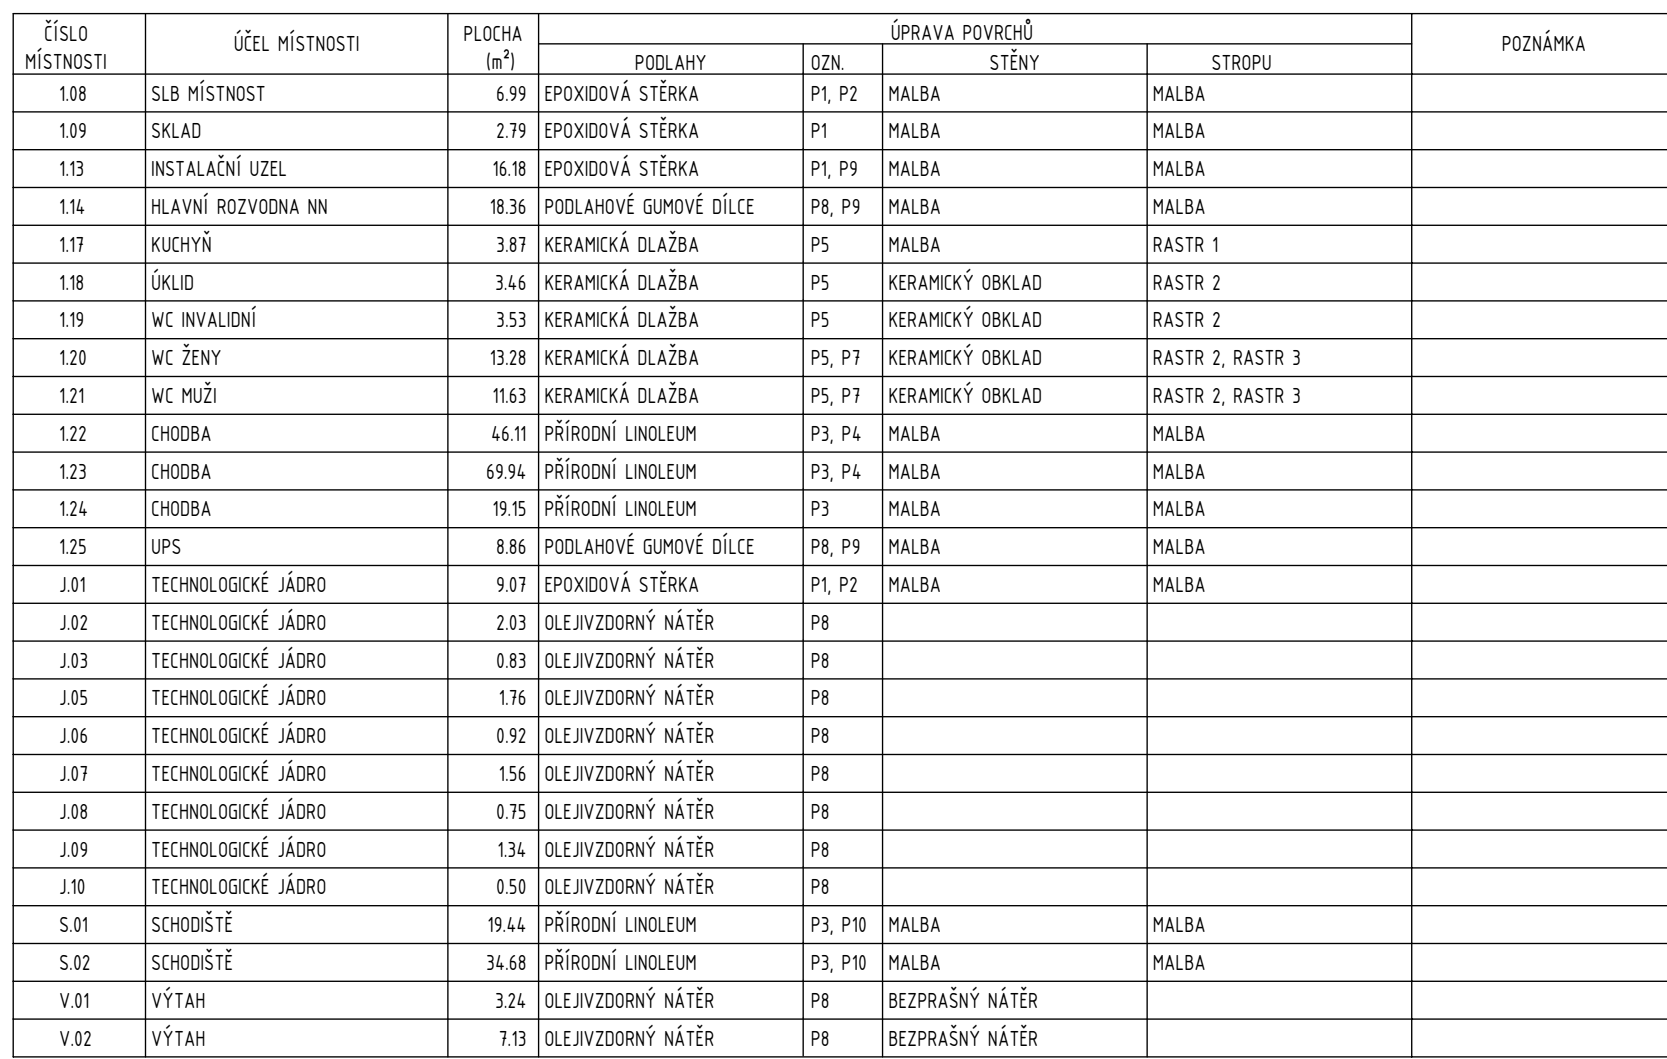 ČÍSLO MÍSTNOSTI ÚČEL MÍSTNOSTI PLOCHA (m²) ÚPRAVA POVRCHŮ POZNÁMKA
PODLAHY OZN. STĚNY STROPU
1.08 SLB MÍSTNOST 6.99 EPOXIDOVÁ STĚRKA P1, P2 MALBA MALBA
1.09 SKLAD 2.79 EPOXIDOVÁ STĚRKA P1 MALBA MALBA
1.13 INSTALAČNÍ UZEL 16.18 EPOXIDOVÁ STĚRKA P1, P9 MALBA MALBA
1.14 HLAVNÍ ROZVODNA NN 18.36 PODLAHOVÉ GUMOVÉ DÍLCE P8, P9 MALBA MALBA
1.17 KUCHYŇ 3.87 KERAMICKÁ DLAŽBA P5 MALBA RASTR 1
1.18 ÚKLID 3.46 KERAMICKÁ DLAŽBA P5 KERAMICKÝ OBKLAD RASTR 2
1.19 WC INVALIDNÍ 3.53 KERAMICKÁ DLAŽBA P5 KERAMICKÝ OBKLAD RASTR 2
1.20 WC ŽENY 13.28 KERAMICKÁ DLAŽBA P5, P7 KERAMICKÝ OBKLAD RASTR 2, RASTR 3
1.21 WC MUŽI 11.63 KERAMICKÁ DLAŽBA P5, P7 KERAMICKÝ OBKLAD RASTR 2, RASTR 3
1.22 CHODBA 46.11 PŘÍRODNÍ LINOLEUM P3, P4 MALBA MALBA
1.23 CHODBA 69.94 PŘÍRODNÍ LINOLEUM P3, P4 MALBA MALBA
1.24 CHODBA 19.15 PŘÍRODNÍ LINOLEUM P3 MALBA MALBA
1.25 UPS 8.86 PODLAHOVÉ GUMOVÉ DÍLCE P8, P9 MALBA MALBA
J.01 TECHNOLOGICKÉ JÁDRO 9.07 EPOXIDOVÁ STĚRKA P1, P2 MALBA MALBA
J.02 TECHNOLOGICKÉ JÁDRO 2.03 OLEJIVZDORNÝ NÁTĚR P8
J.03 TECHNOLOGICKÉ JÁDRO 0.83 OLEJIVZDORNÝ NÁTĚR P8
J.05 TECHNOLOGICKÉ JÁDRO 1.76 OLEJIVZDORNÝ NÁTĚR P8
J.06 TECHNOLOGICKÉ JÁDRO 0.92 OLEJIVZDORNÝ NÁTĚR P8
J.07 TECHNOLOGICKÉ JÁDRO 1.56 OLEJIVZDORNÝ NÁTĚR P8
J.08 TECHNOLOGICKÉ JÁDRO 0.75 OLEJIVZDORNÝ NÁTĚR P8
J.09 TECHNOLOGICKÉ JÁDRO 1.34 OLEJIVZDORNÝ NÁTĚR P8
J.10 TECHNOLOGICKÉ JÁDRO 0.50 OLEJIVZDORNÝ NÁTĚR P8
S.01 SCHODIŠTĚ 19.44 PŘÍRODNÍ LINOLEUM P3, P10 MALBA MALBA
S.02 SCHODIŠTĚ 34.68 PŘÍRODNÍ LINOLEUM P3, P10 MALBA MALBA
V.01 VÝTAH 3.24 OLEJIVZDORNÝ NÁTĚR P8 BEZPRAŠNÝ NÁTĚR
V.02 VÝTAH 7.13 OLEJIVZDORNÝ NÁTĚR P8 BEZPRAŠNÝ NÁTĚR